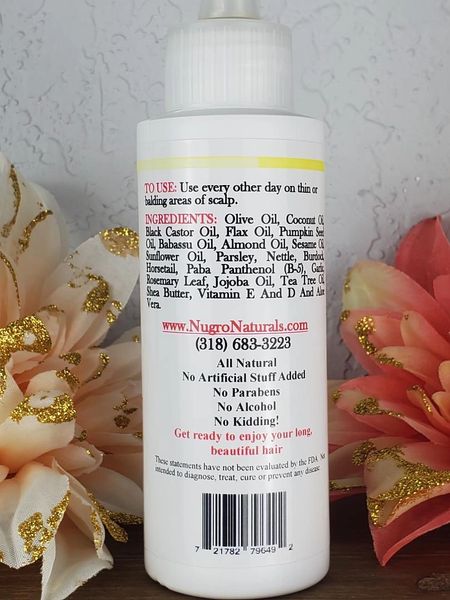 TO USE: Use every other day on thin or
balding areas of scalp.
INGREDIENTS: Olive Oil, Coconut Oil,
Black Castor Oil, Flax Oil, Pumpkin Seed
Oil, Babassu Oil, Almond Oil, Sesame Oil
Sunflower Oil, Parsley, Nettle, Burdock
Horsetail, Paba Panthenol (B-5), Garlic
Rosemary Leaf, Jojoba Oil, Tea Tree Oil
Shea Butter, Vitamin E And D And Aloe
Vera.
www.NugroNaturals.com
(318) 683-3223
All Natural
No Artificial Stuff Added
No Parabens
No Alcohol
No Kidding!
Get ready to enjoy your long,
beautiful hair
These statements have not been evaluated by the FDA. Not
intended to diagnose, treat, cure or prevent any disease
7 21782 79649 2